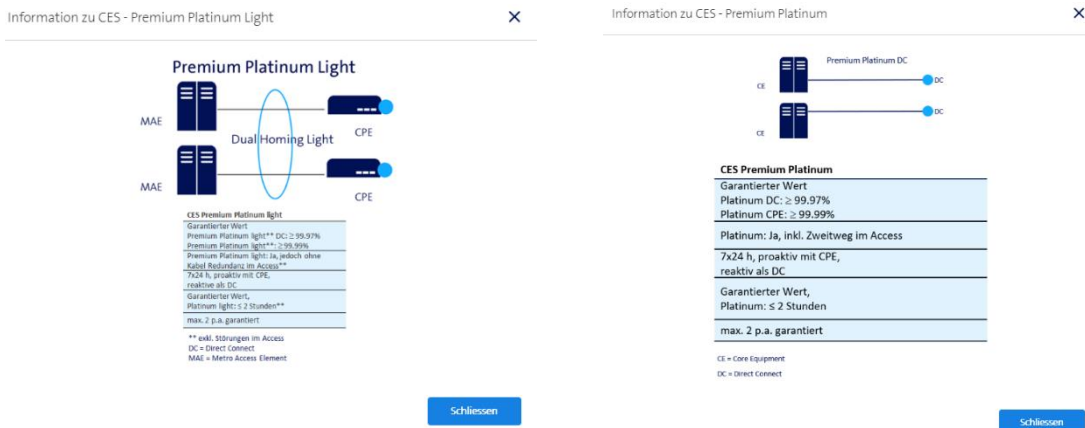 Information zu CES - Premium Platinum Light
Premium Platinum Light
MAE
CPE
Dual Homing Light
MAE
CPE
CES Premium Platinum light
Garantierter Wert
Premium Platinum light** DC: ≥ 99.97%
Premium Platinum light**: ≥ 99.99%
Premium Platinum light: Ja, jedoch ohne
Kabel Redundanz im Access**
7x24 h, proaktiv mit CPE,
reaktive als DC
Garantierter Wert,
Platinum light: ≤ 2 Stunden**
max. 2 p.a. garantiert
** exkl. Störungen im Access
DC = Direct Connect
MAE = Metro Access Element
Schliessen
Information zu CES - Premium Platinum
Premium Platinum DC
CE
DC
CE
DC
CES Premium Platinum
Garantierter Wert
Platinum DC: ≥ 99.97%
Platinum CPE: ≥ 99.99%
Platinum: Ja, inkl. Zweitweg im Access
7x24 h, proaktiv mit CPE,
reaktiv als DC
Garantierter Wert,
Platinum: ≤ 2 Stunden
max. 2 p.a. garantiert
CE = Core Equipment
DC = Direct Connect
Schliessen